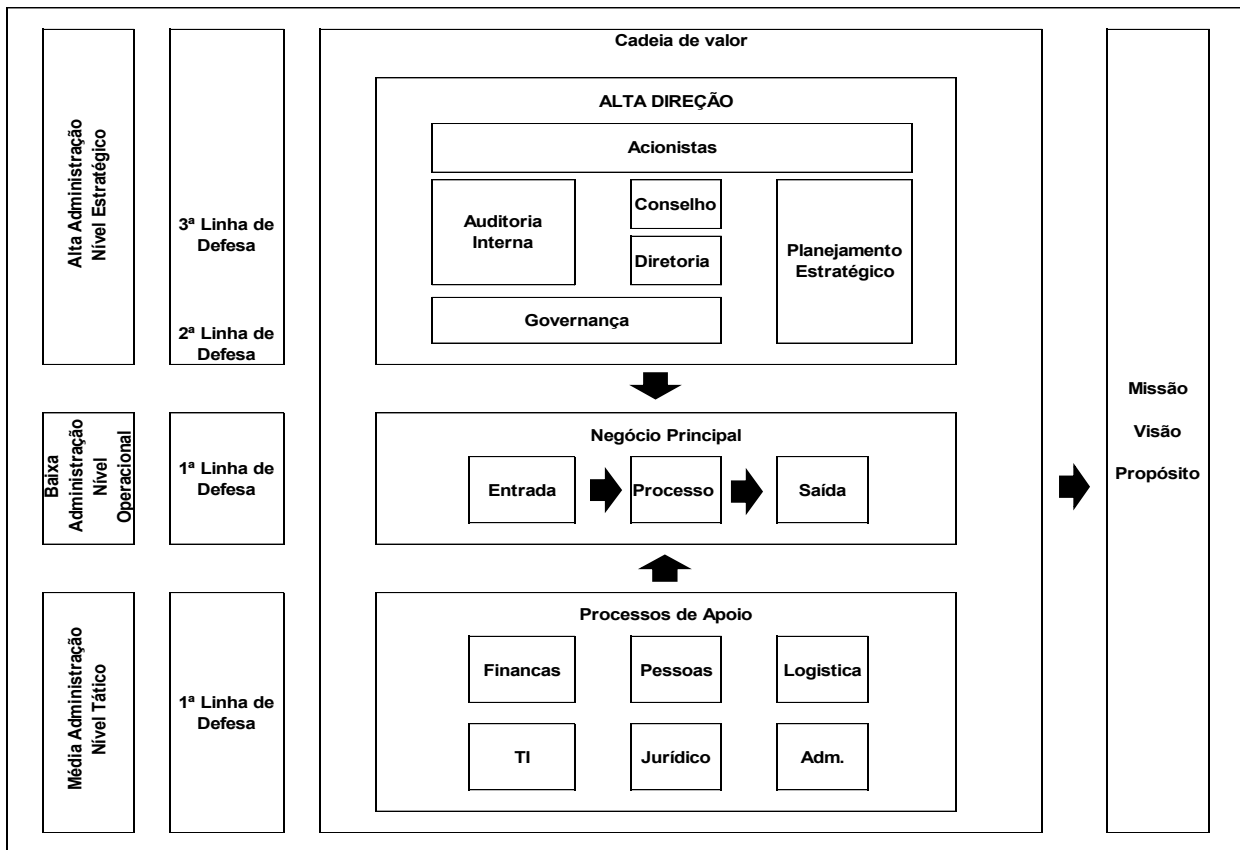 Cadeia de valor
Alta Administração
Nível Estratégico
3ª Linha de
Defesa
2ª Linha de
Defesa
ALTA DIREÇÃO
Acionistas
Auditoria
Interna
Conselho
Diretoria
Planejamento
Estratégico
Governança
Baixa
Administração
Nível
Operacional
1ª Linha de
Defesa
Negócio Principal
Entrada
Processo
Saída
Média Administração
Nível Tático
1ª Linha de
Defesa
Processos de Apoio
Financas
Pessoas
Logistica
TI
Jurídico
Adm.
Missão
Visão
Propósito